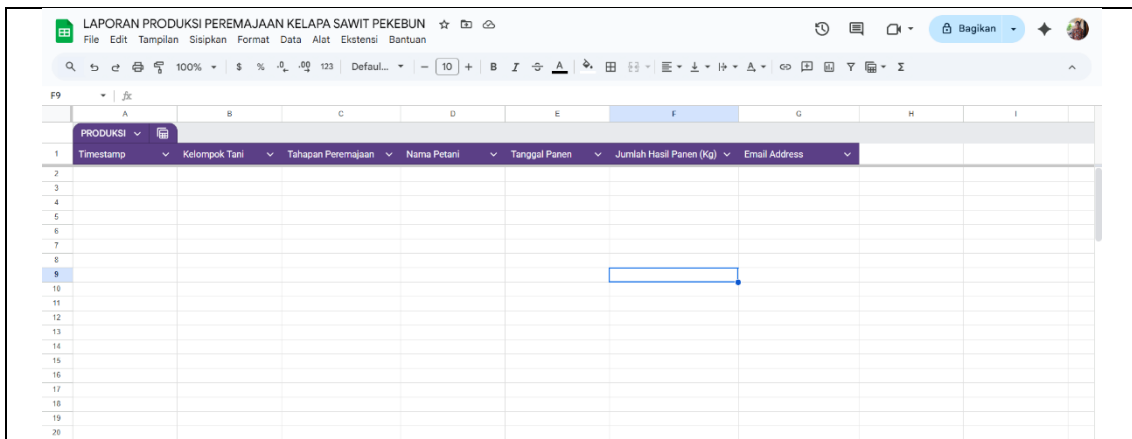 LAPORAN PRODUKSI PEREMAJAAN KELAPA SAWIT PEKEBUN
File Edit Tampilan Sisipkan Format Data Alat Ekstensi Bantuan
Bagikan
100% $ % .0 .00 123 Defaul... - 10 + B I S A Σ
F9 fx
A B C D E F G H I
PRODUKSI
1 Timestamp Kelompok Tani Tahapan Peremajaan Nama Petani Tanggal Panen Jumlah Hasil Panen (Kg) Email Address
2
3
4
5
6
7
8
9
10
11
12
13
14
15
16
17
18
19
20